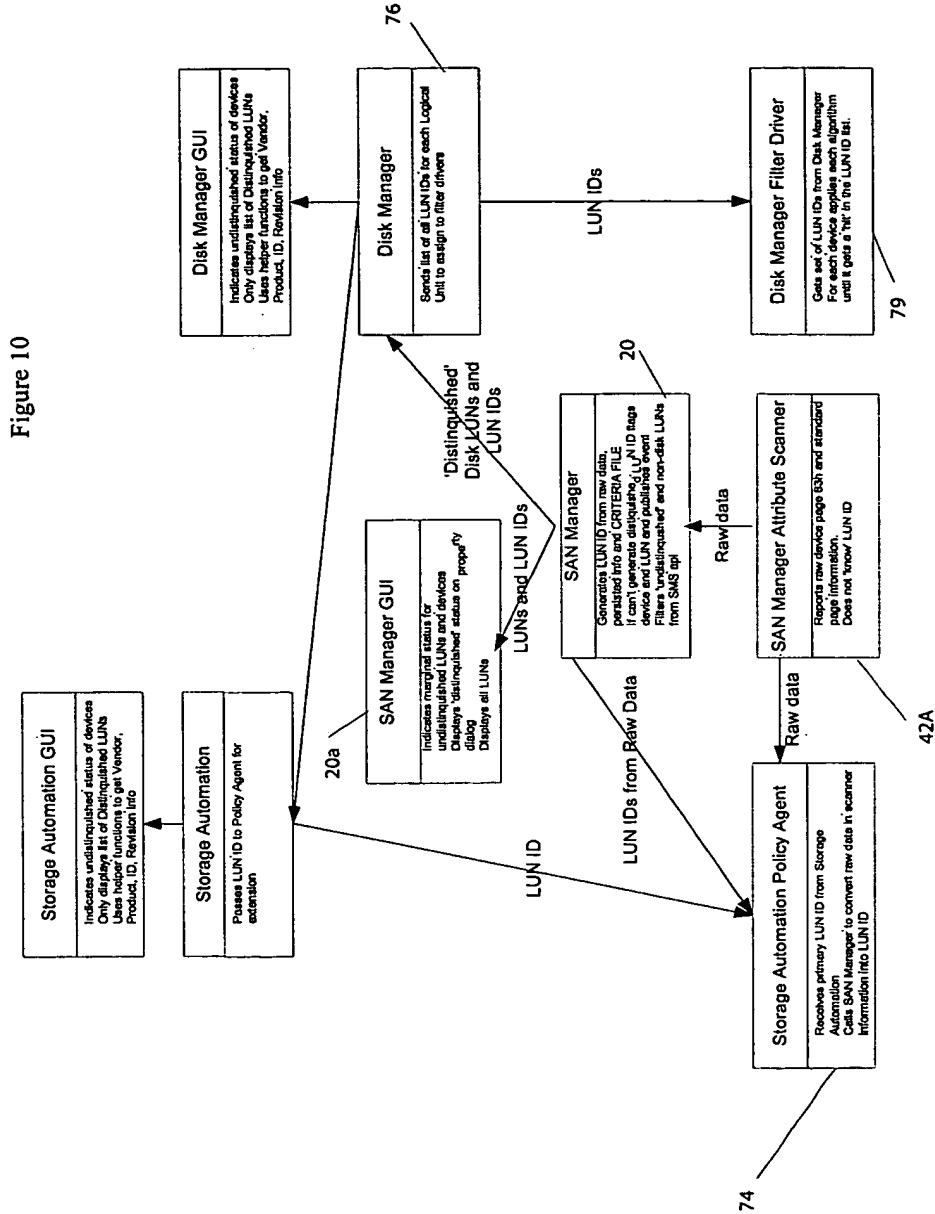 Figure 10
Storage Automation GUI
Indicates undistinguished status of devices
Only displays list of Distinguished LUNs
Uses helper functions to get Vendor,
Product, ID, Revision Info
Storage Automation
Passes LUN ID to Policy Agent for
extension
LUN ID
Storage Automation Policy Agent
Receives primary LUN ID from Storage
Automation
Calls SAN Manager to convert raw data in scanner
information into LUN ID
74
20a
SAN Manager GUI
Indicates marginal status for
undistinguished LUNs and devices
Displays 'distinguished' status on property
dialog
Displays all LUNs
LUNs and LUN IDs
'Distinguished'
Disk LUNs and
LUN IDs
SAN Manager
Generates LUN ID from raw data,
persisted info and CRITERIA FILE
If can't generate distiquished LUN ID flags
device and LUN and publishes event
Filters 'undistinqushed' and non-disk LUNs
from SMS api
20
LUN IDs from Raw Data
Raw data
Raw data
SAN Manager Attribute Scanner
Reports raw device page 83h and standard
page information.
Does not 'know' LUN ID
42A
Disk Manager GUI
Indicates undistinguished status of devices
Only displays list of Distinguished LUNs
Uses helper functions to get Vendor,
Product, ID, Revision Info
Disk Manager
Sends list of all LUN IDs for each Logical
Unit to assign to filter drivers
76
LUN IDs
Disk Manager Filter Driver
Gets set of LUN IDs from Disk Manager
For each device applies each algorithm
until it gets a 'hit' in the LUN ID list.
79